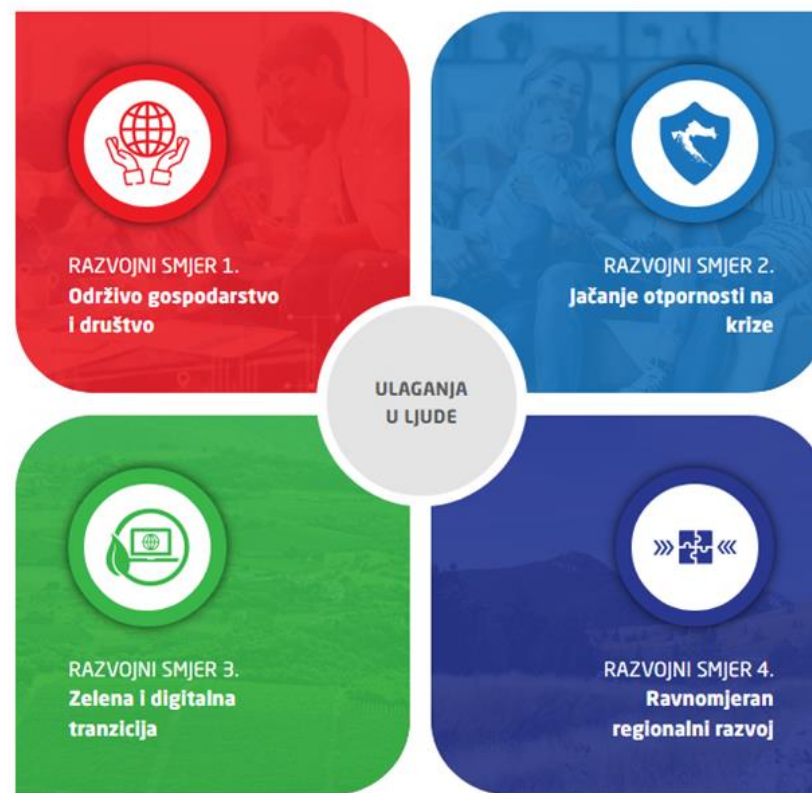 RAZVOJNI SMJER 1.
Održivo gospodarstvo
i društvo
RAZVOJNI SMJER 2.
Jačanje otpornosti na
krize
ULAGANJA
U LJUDE
RAZVOJNI SMJER 3.
Zelena i digitalna
tranzicija
RAZVOJNI SMJER 4.
Ravnomjeran
regionalni razvoj